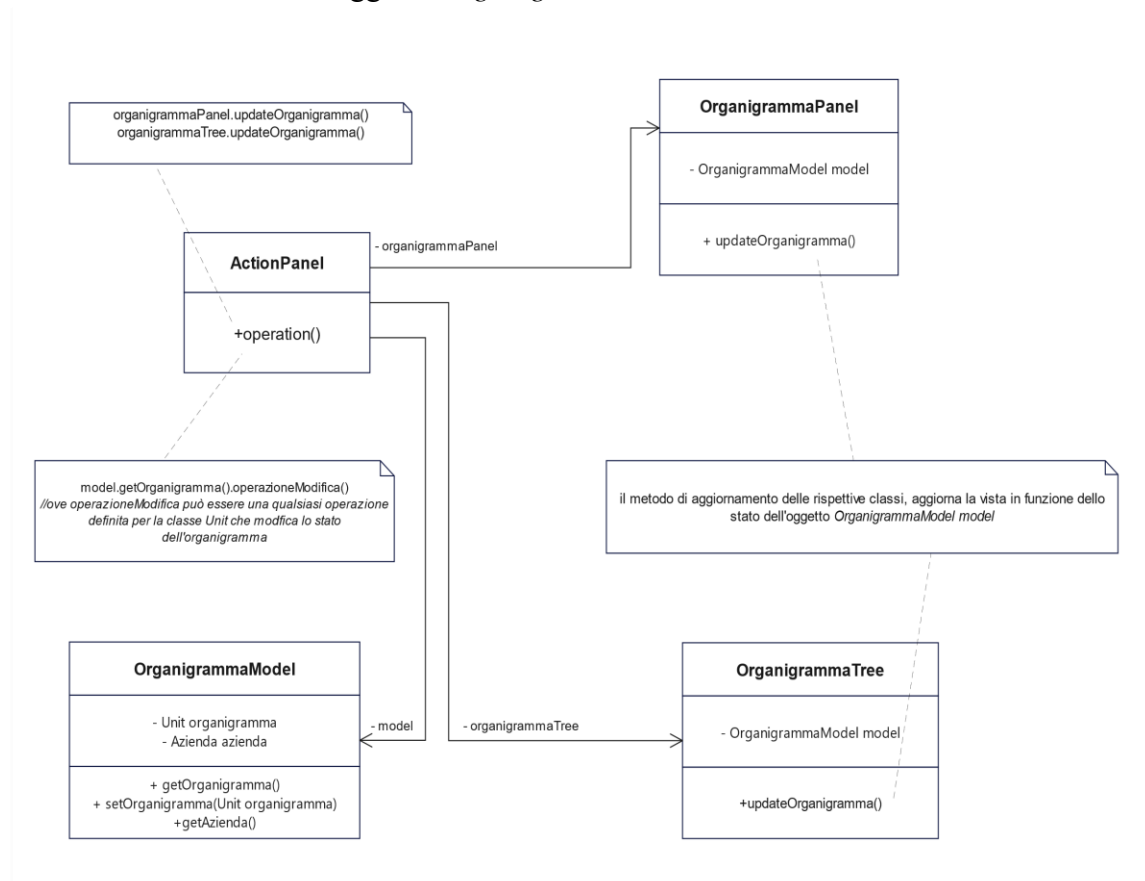 organigrammaPanel.updateOrganigramma()
organigrammaTree.updateOrganigramma()
OrganigrammaPanel
- OrganigrammaModel model
+ updateOrganigramma()
- organigrammaPanel
ActionPanel
+operation()
model.getOrganigramma().operazioneModifica()
//ove operazioneModifica può essere una qualsiasi operazione
definita per la classe Unit che modfica lo stato
dell'organigramma
il metodo di aggiornamento delle rispettive classi, aggiorna la vista in funzione dello
stato dell'oggetto OrganigrammaModel model
OrganigrammaModel
- Unit organigramma
- Azienda azienda
+ getOrganigramma()
+ setOrganigramma(Unit organigramma)
+getAzienda()
- model
- organigrammaTree
OrganigrammaTree
- OrganigrammaModel model
+updateOrganigramma()